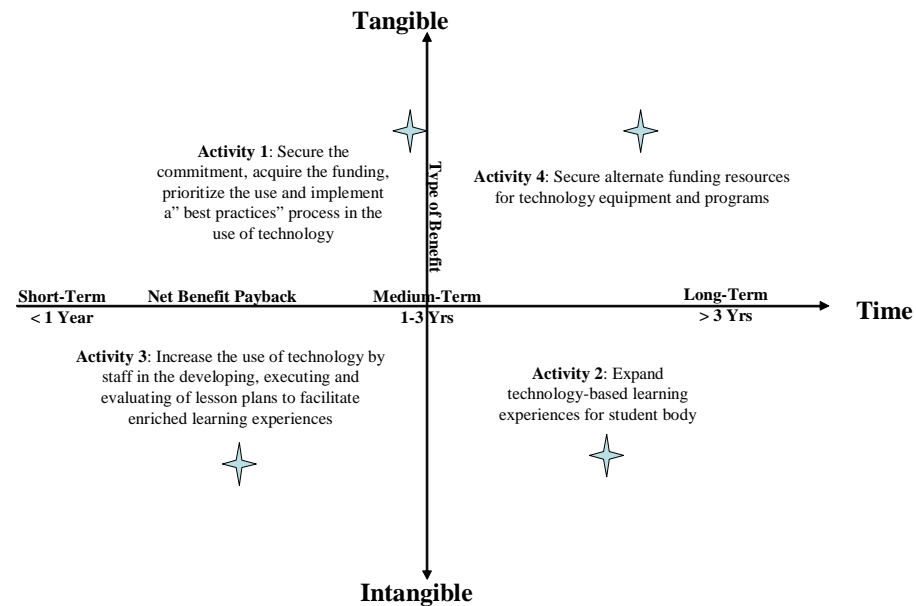 Tangible
Activity 1: Secure the
commitment, acquire the funding,
prioritize the use and implement
a” best practices” process in the
use of technology
Type of Benefit
Activity 4: Secure alternate funding resources
for technology equipment and programs
Short-Term
Net Benefit Payback
Medium-Term
Long-Term
< 1 Year
1-3 Yrs
> 3 Yrs
Time
Activity 3: Increase the use of technology by
staff in the developing, executing and
evaluating of lesson plans to facilitate
enriched learning experiences
Activity 2: Expand
technology-based learning
experiences for student body
Intangible